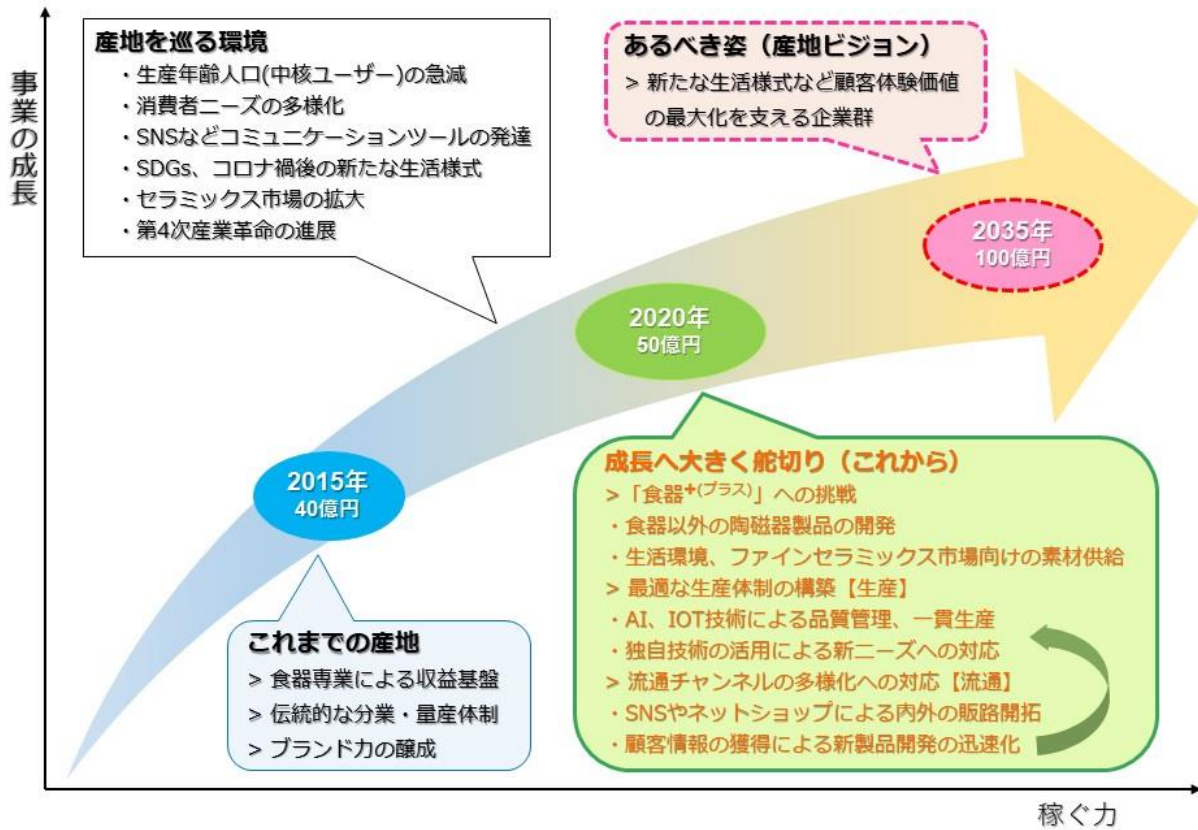 事業の成長
産地を巡る環境
・生産年齢人口(中核ユーザー)の急減
・消費者ニーズの多様化
・SNSなどコミュニケーションツールの発達
・SDGs、コロナ禍後の新たな生活様式
・セラミックス市場の拡大
・第4次産業革命の進展
あるべき姿（産地ビジョン）
> 新たな生活様式など顧客体験価値
の最大化を支える企業群
2035年
100億円
2020年
50億円
2015年
40億円
これまでの産地
> 食器専業による収益基盤
> 伝統的な分業・量産体制
> ブランド力の醸成
成長へ大きく舵切り（これから）
>「食器+(プラス)」への挑戦
・食器以外の陶磁器製品の開発
・生活環境、ファインセラミックス市場向けの素材供給
> 最適な生産体制の構築【生産】
・AI、IOT技術による品質管理、一貫生産
・独自技術の活用による新ニーズへの対応
> 流通チャンネルの多様化への対応【流通】
・SNSやネットショップによる内外の販路開拓
・顧客情報の獲得による新製品開発の迅速化
稼ぐ力